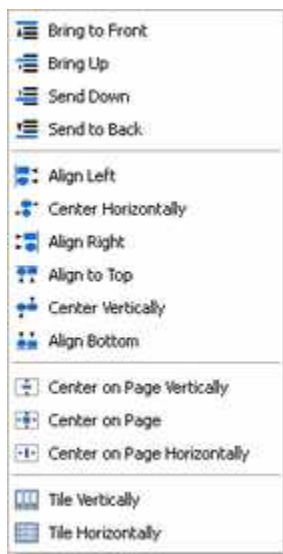 Bring to Front
Bring Up
Send Down
Send to Back
Align Left
Center Horizontally
Align Right
Align to Top
Center Vertically
Align Bottom
Center on Page Vertically
Center on Page
Center on Page Horizontally
Tile Vertically
Tile Horizontally